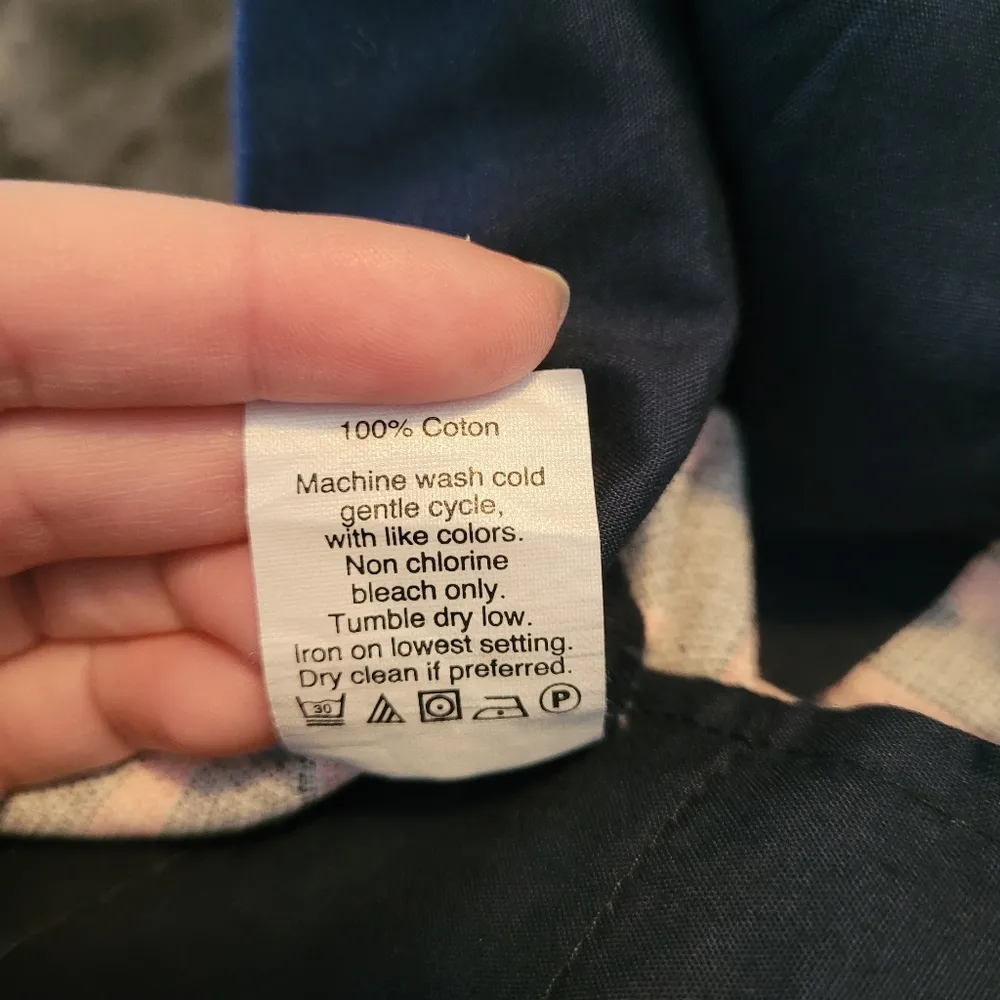 100% Coton
Machine wash cold
gentle cycle,
with like colors.
Non chlorine
bleach only.
Tumble dry low.
Iron on lowest setting.
Dry clean if preferred.
30 P